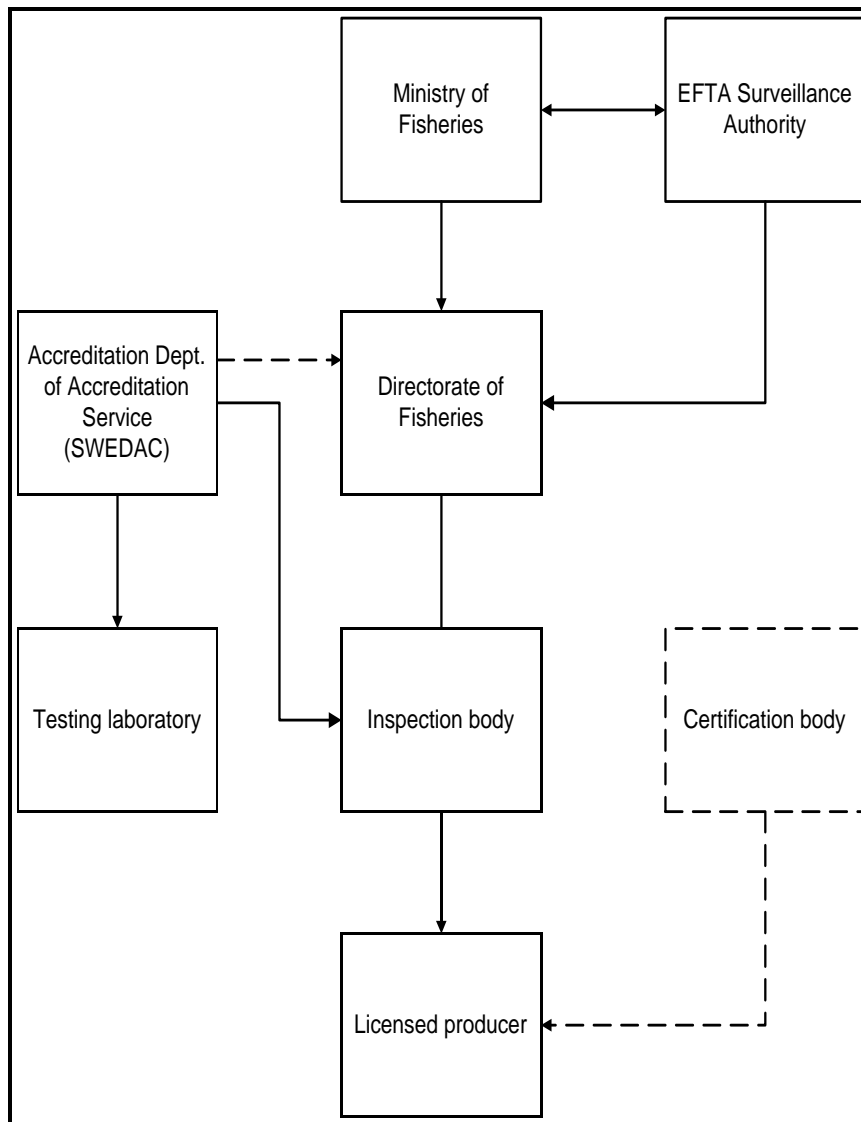 Ministry of
Fisheries
EFTA Surveillance
Authority
Accreditation Dept.
of Accreditation
Service
(SWEDAC)
Directorate of
Fisheries
Testing laboratory
Inspection body
Certification body
Licensed producer